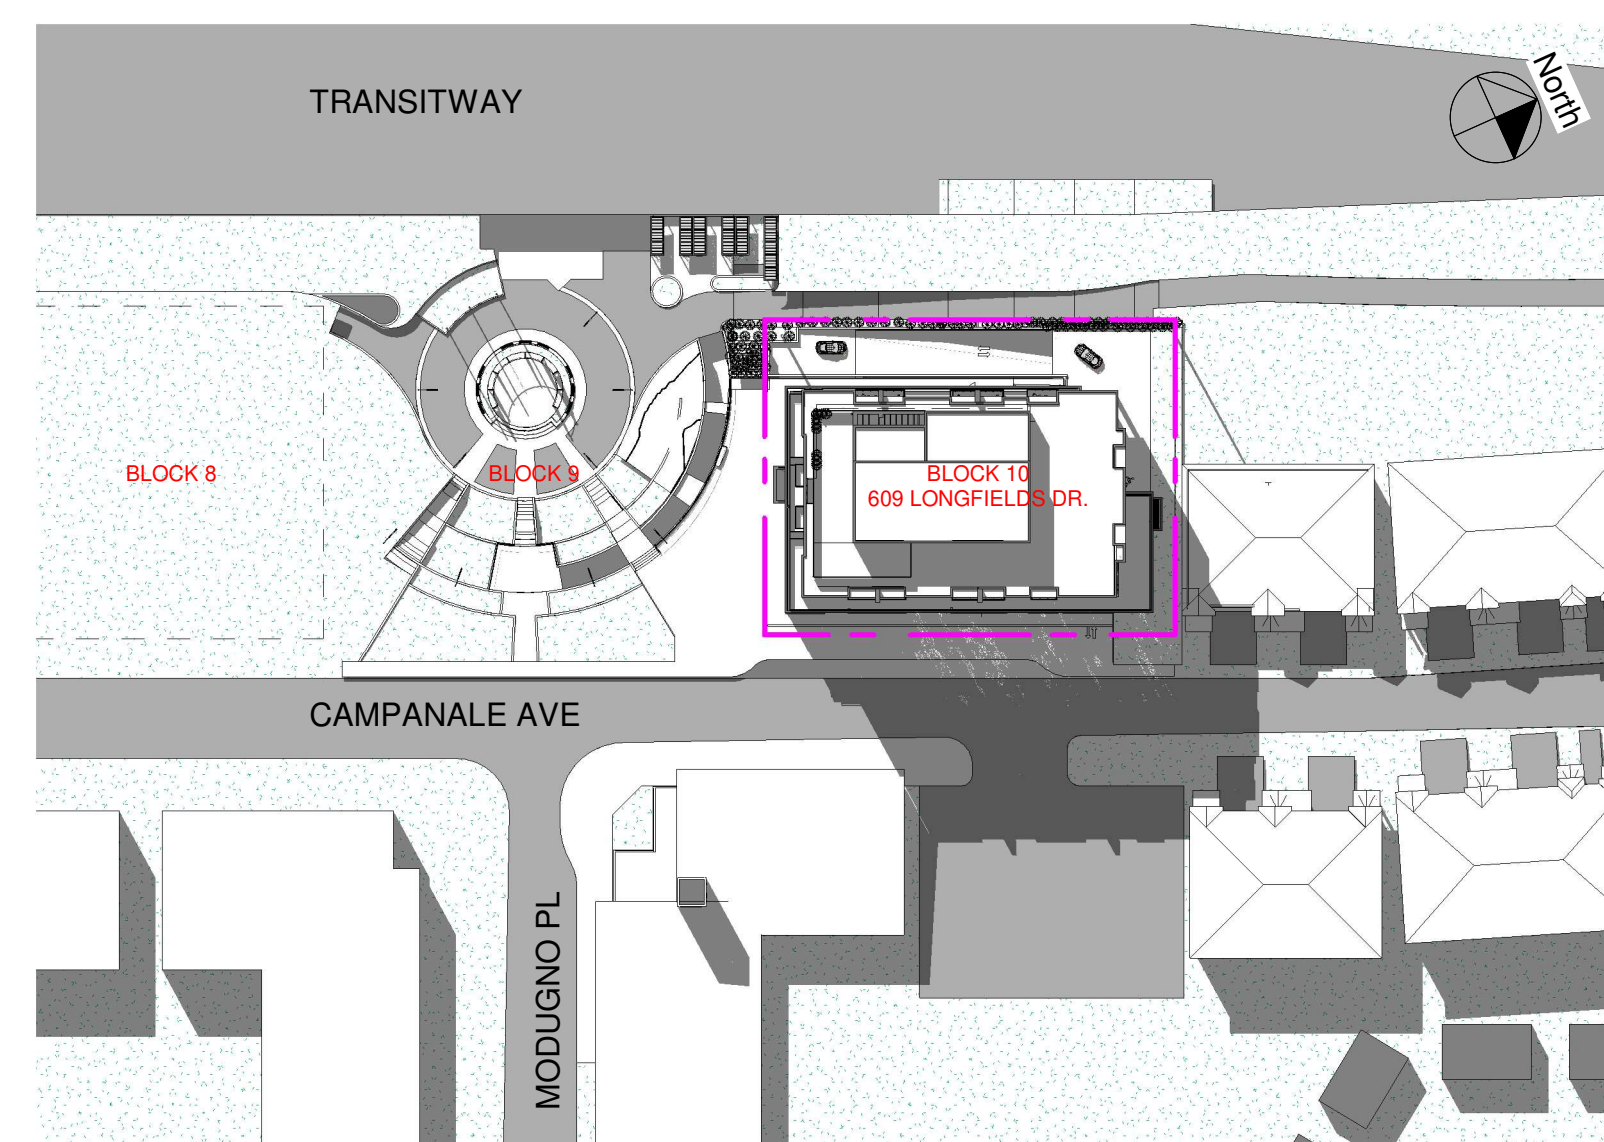 TRANSITWAY
North
BLOCK 8
BLOCK 9
BLOCK 10
609 LONGFIELDS DR.
CAMPANALE AVE
MODUGNO PL